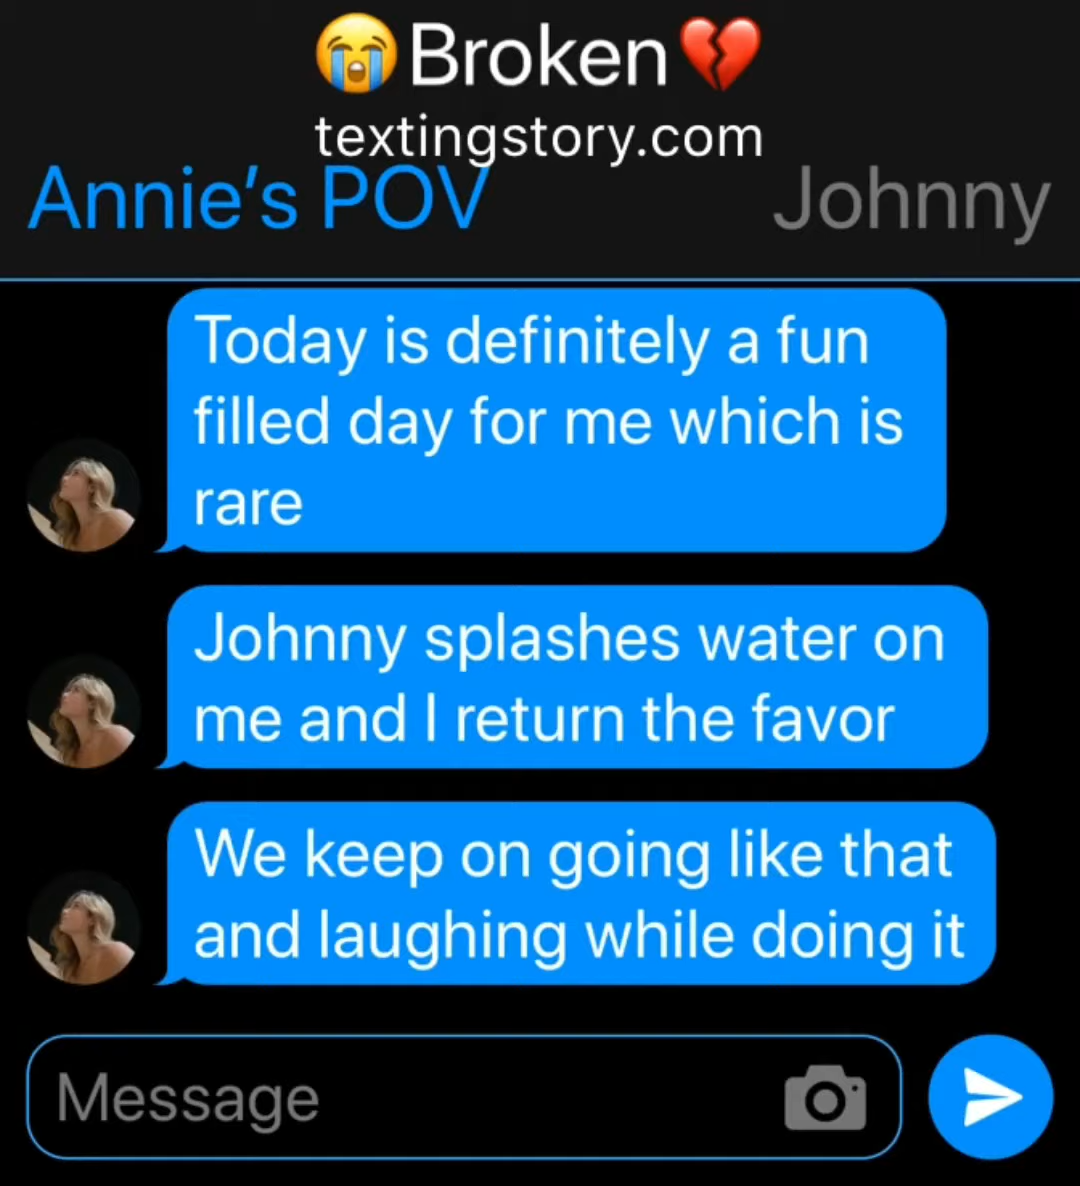 😭Broken💔
textingstory.com
Annie's POV
Johnny
Today is definitely a fun
filled day for me which is
rare
Johnny splashes water on
me and I return the favor
We keep on going like that
and laughing while doing it
Message